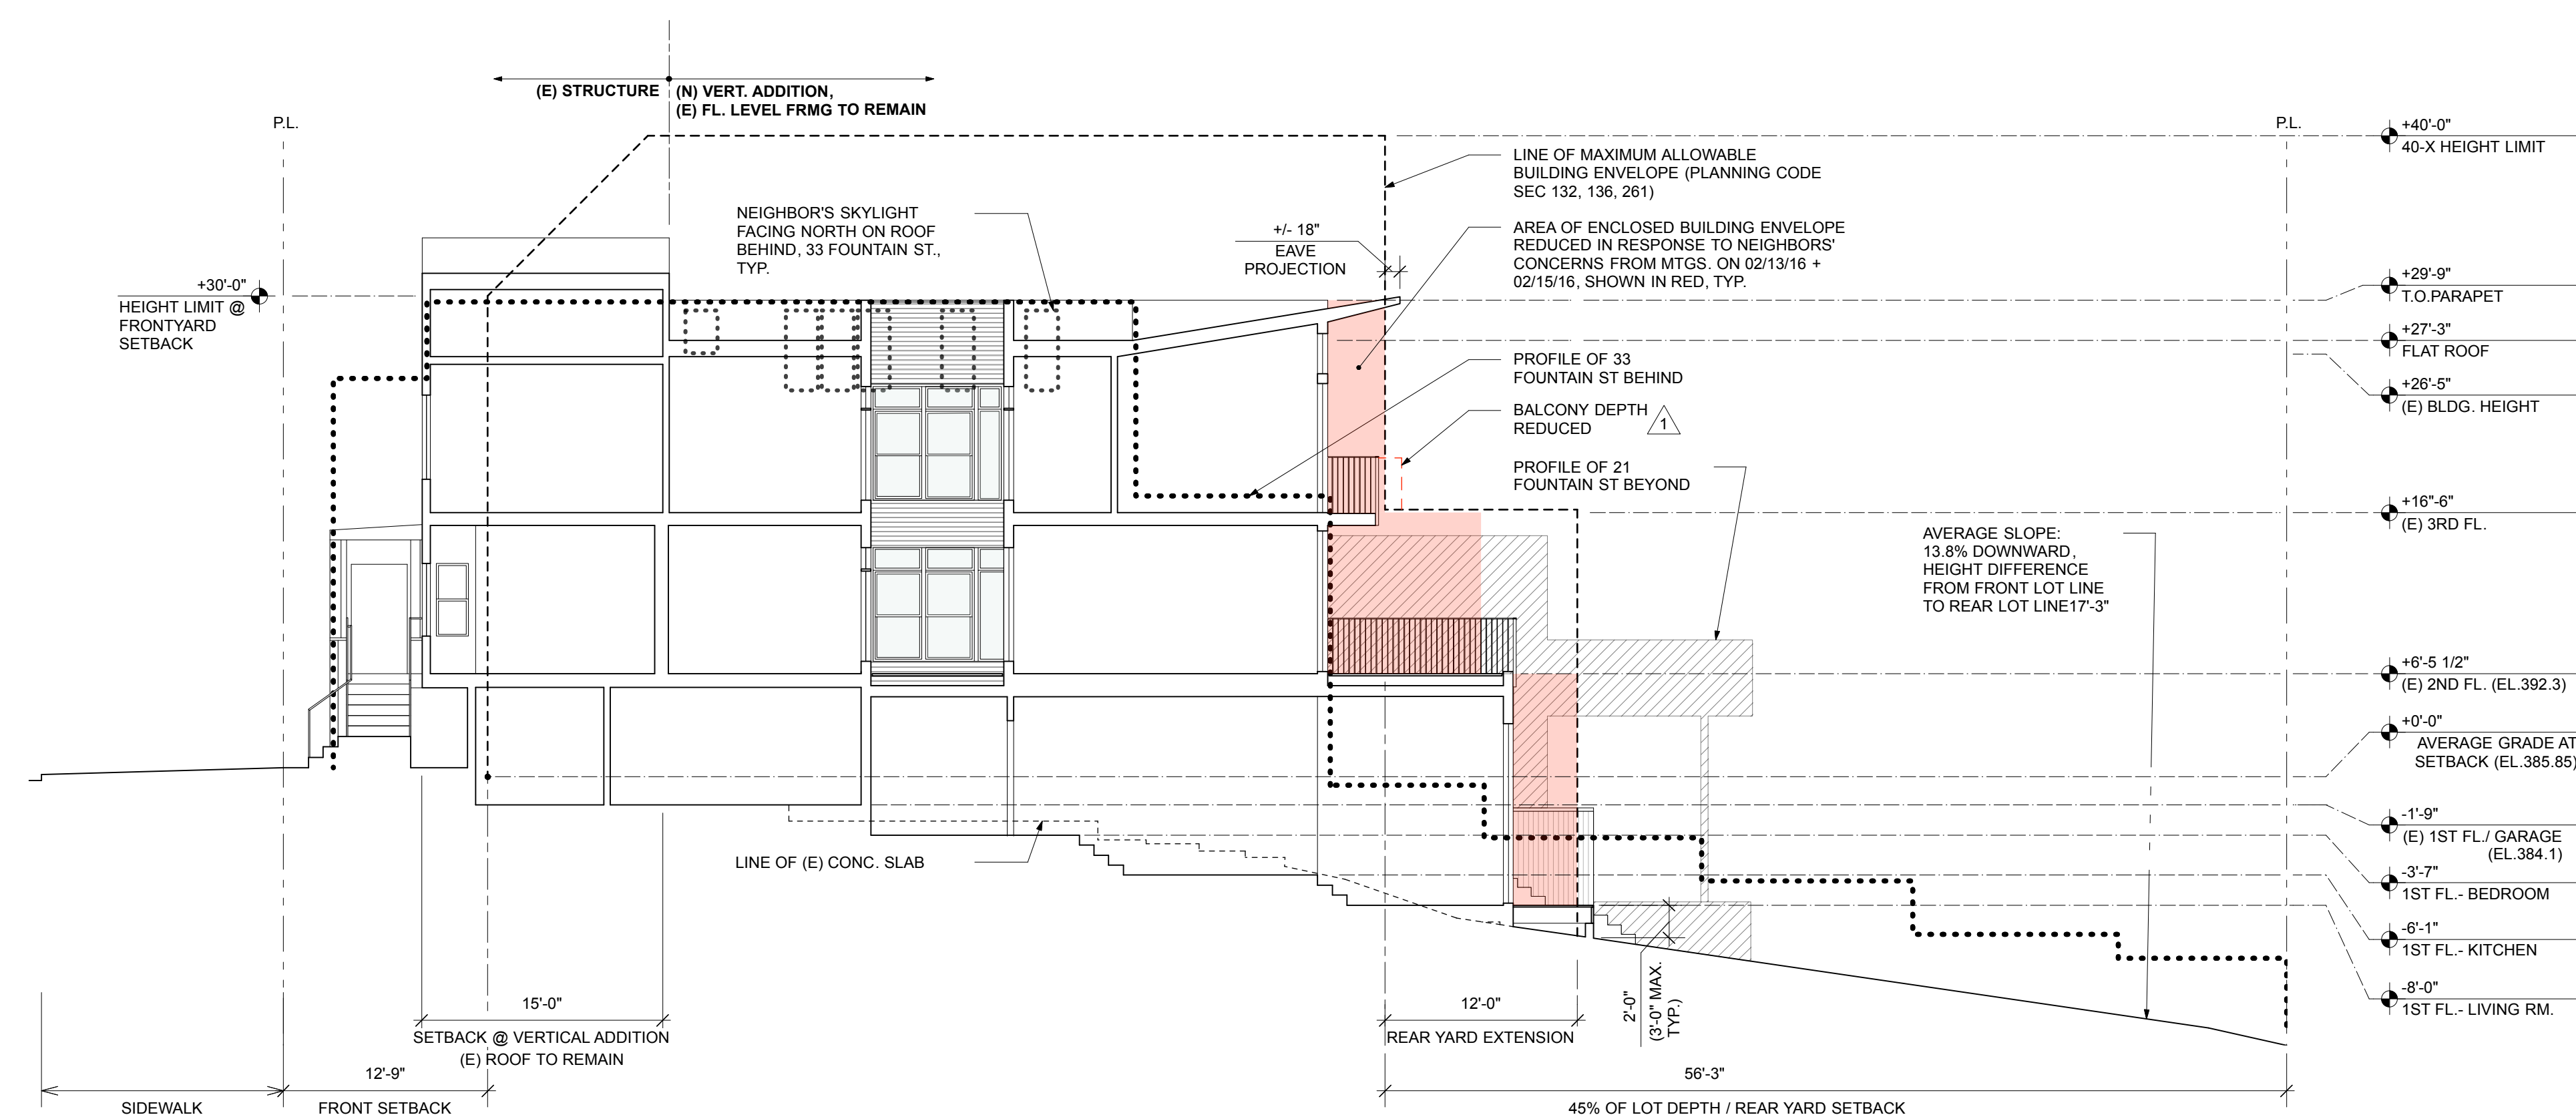 (E) STRUCTURE
(N) VERT. ADDITION,
(E) FL. LEVEL FRMG TO REMAIN
P.L.
P.L.
+40'-0"
40-X HEIGHT LIMIT
LINE OF MAXIMUM ALLOWABLE
BUILDING ENVELOPE (PLANNING CODE
SEC 132, 136, 261)
NEIGHBOR'S SKYLIGHT
FACING NORTH ON ROOF
BEHIND, 33 FOUNTAIN ST.,
TYP.
+/- 18"
EAVE
PROJECTION
AREA OF ENCLOSED BUILDING ENVELOPE
REDUCED IN RESPONSE TO NEIGHBORS'
CONCERNS FROM MTGS. ON 02/13/16 +
02/15/16, SHOWN IN RED, TYP.
+30'-0"
HEIGHT LIMIT @
FRONTYARD
SETBACK
+29'-9"
T.O.PARAPET
+27'-3"
FLAT ROOF
PROFILE OF 33
FOUNTAIN ST BEHIND
+26'-5"
(E) BLDG. HEIGHT
BALCONY DEPTH
REDUCED
1
PROFILE OF 21
FOUNTAIN ST BEYOND
+16"-6"
(E) 3RD FL.
AVERAGE SLOPE:
13.8% DOWNWARD,
HEIGHT DIFFERENCE
FROM FRONT LOT LINE
TO REAR LOT LINE17'-3"
+6'-5 1/2"
(E) 2ND FL. (EL.392.3)
+0'-0"
AVERAGE GRADE AT
SETBACK (EL.385.85)
-1'-9"
(E) 1ST FL./ GARAGE
(EL.384.1)
LINE OF (E) CONC. SLAB
-3'-7"
1ST FL.- BEDROOM
-6'-1"
1ST FL.- KITCHEN
-8'-0"
1ST FL.- LIVING RM.
15'-0"
SETBACK @ VERTICAL ADDITION
(E) ROOF TO REMAIN
12'-0"
REAR YARD EXTENSION
2'-0"
(3'-0" MAX.
TYP.)
12'-9"
56'-3"
SIDEWALK
FRONT SETBACK
45% OF LOT DEPTH / REAR YARD SETBACK